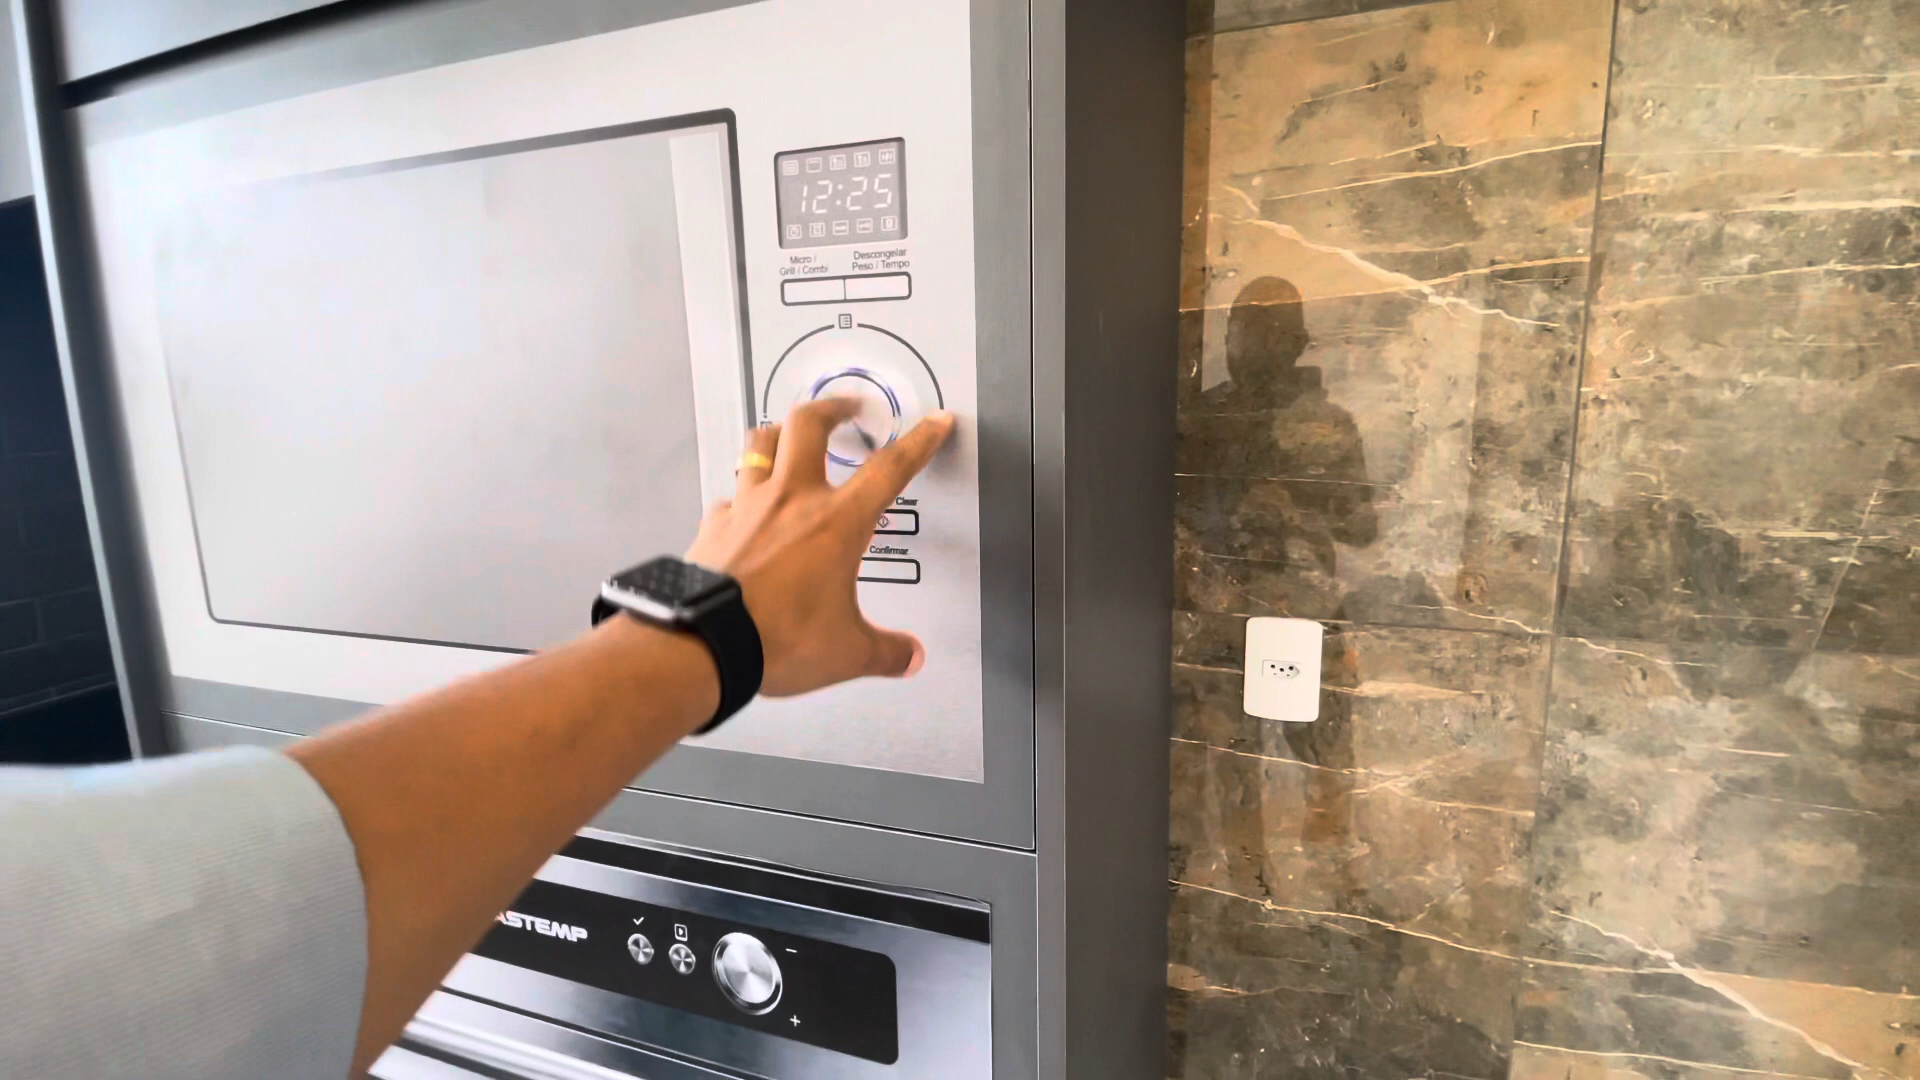 12:25
Micro /
Grill / Combi
Descongelar
Peso / Tempo
Clear
Confirmar
ASTEMP
- 
+